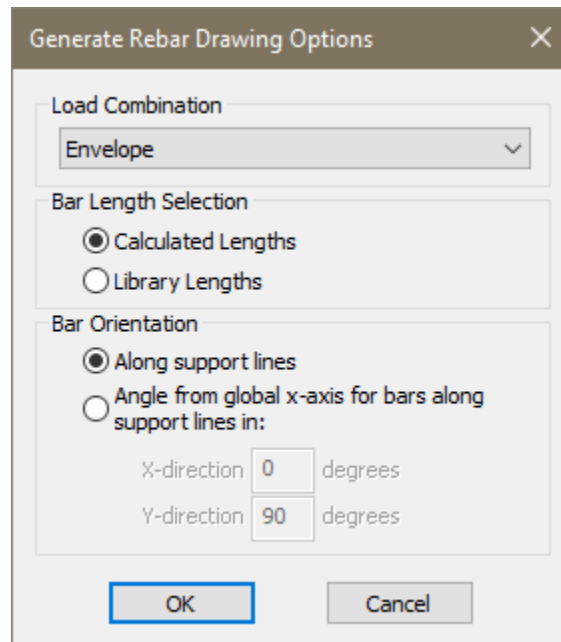 Generate Rebar Drawing Options
Load Combination
Envelope
Bar Length Selection
Calculated Lengths
Library Lengths
Bar Orientation
Along support lines
Angle from global x-axis for bars along
support lines in:
X-direction 0 degrees
Y-direction 90 degrees
OK Cancel